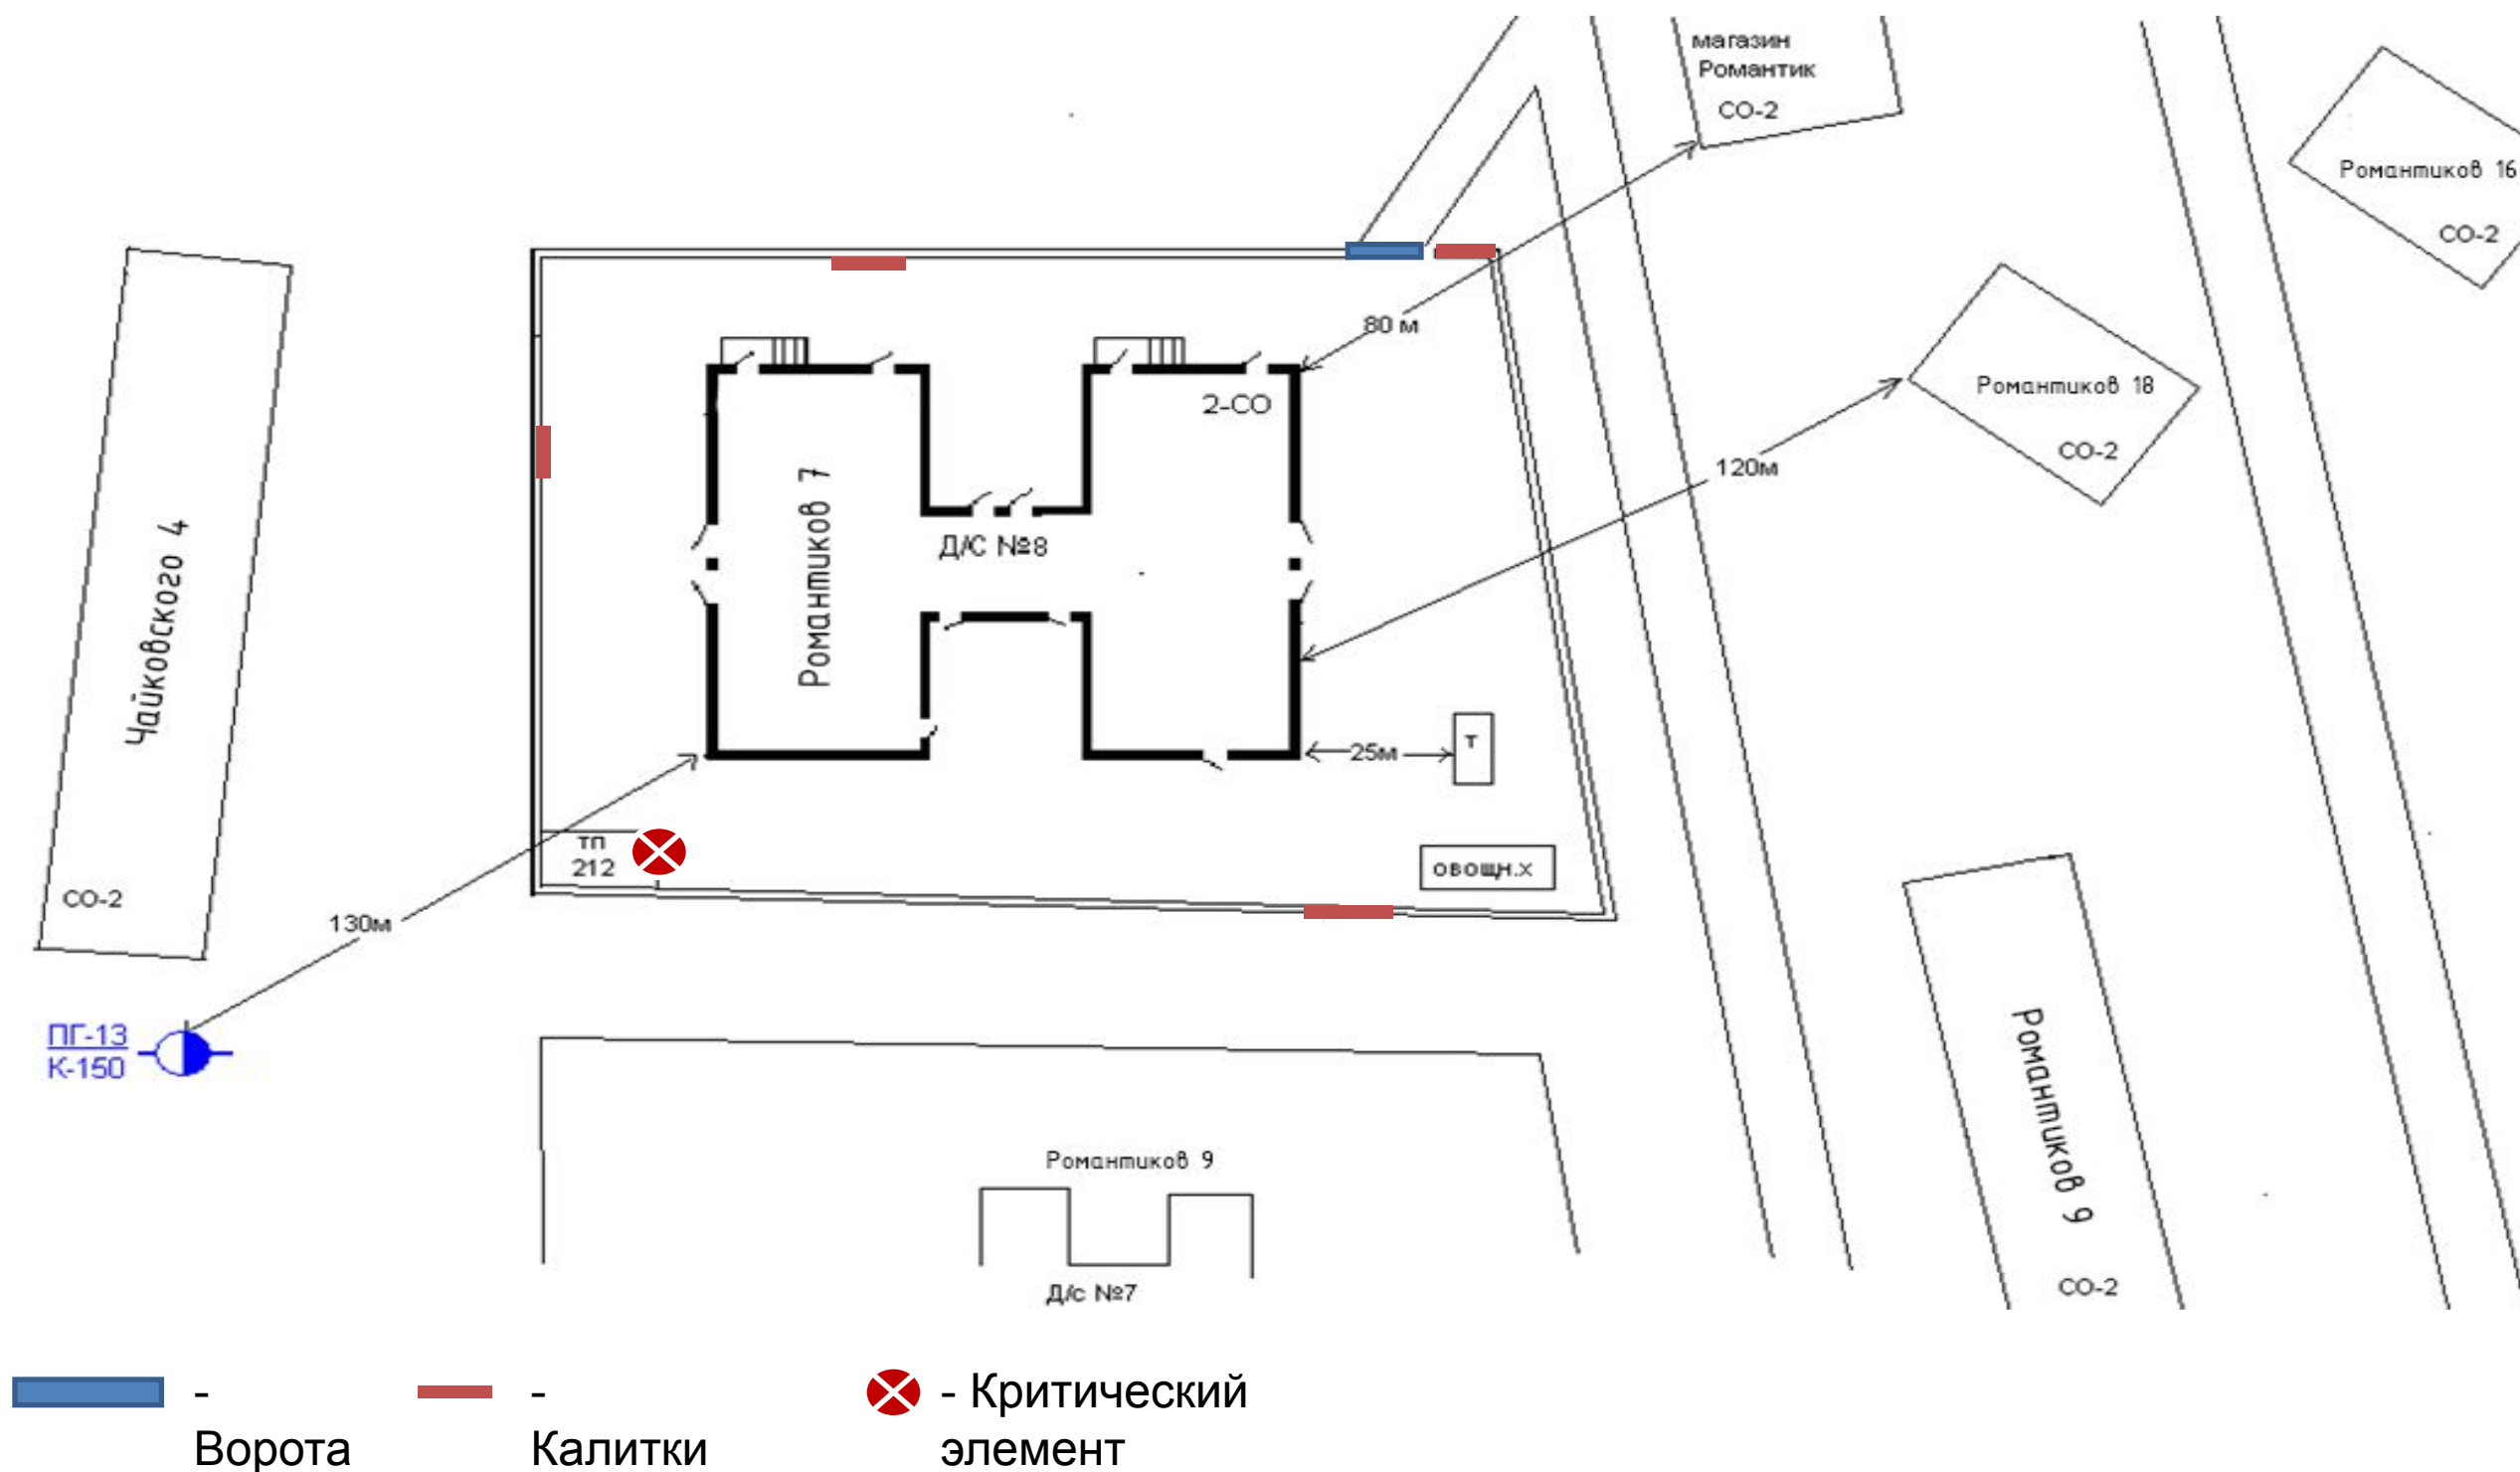 магазин
Романтик
СО-2
Романтиков 16
СО-2
80 м
Романтиков 18
СО-2
2-СО
120м
Романтиков 7
Д/С №8
Чайковского 4
СО-2
25м
Т
ТП
212
овощн.х
130м
ПГ-13
К-150
Романтиков 9
Д/с №7
Романтиков 9
СО-2
-
Ворота
-
Калитки
- Критический
элемент